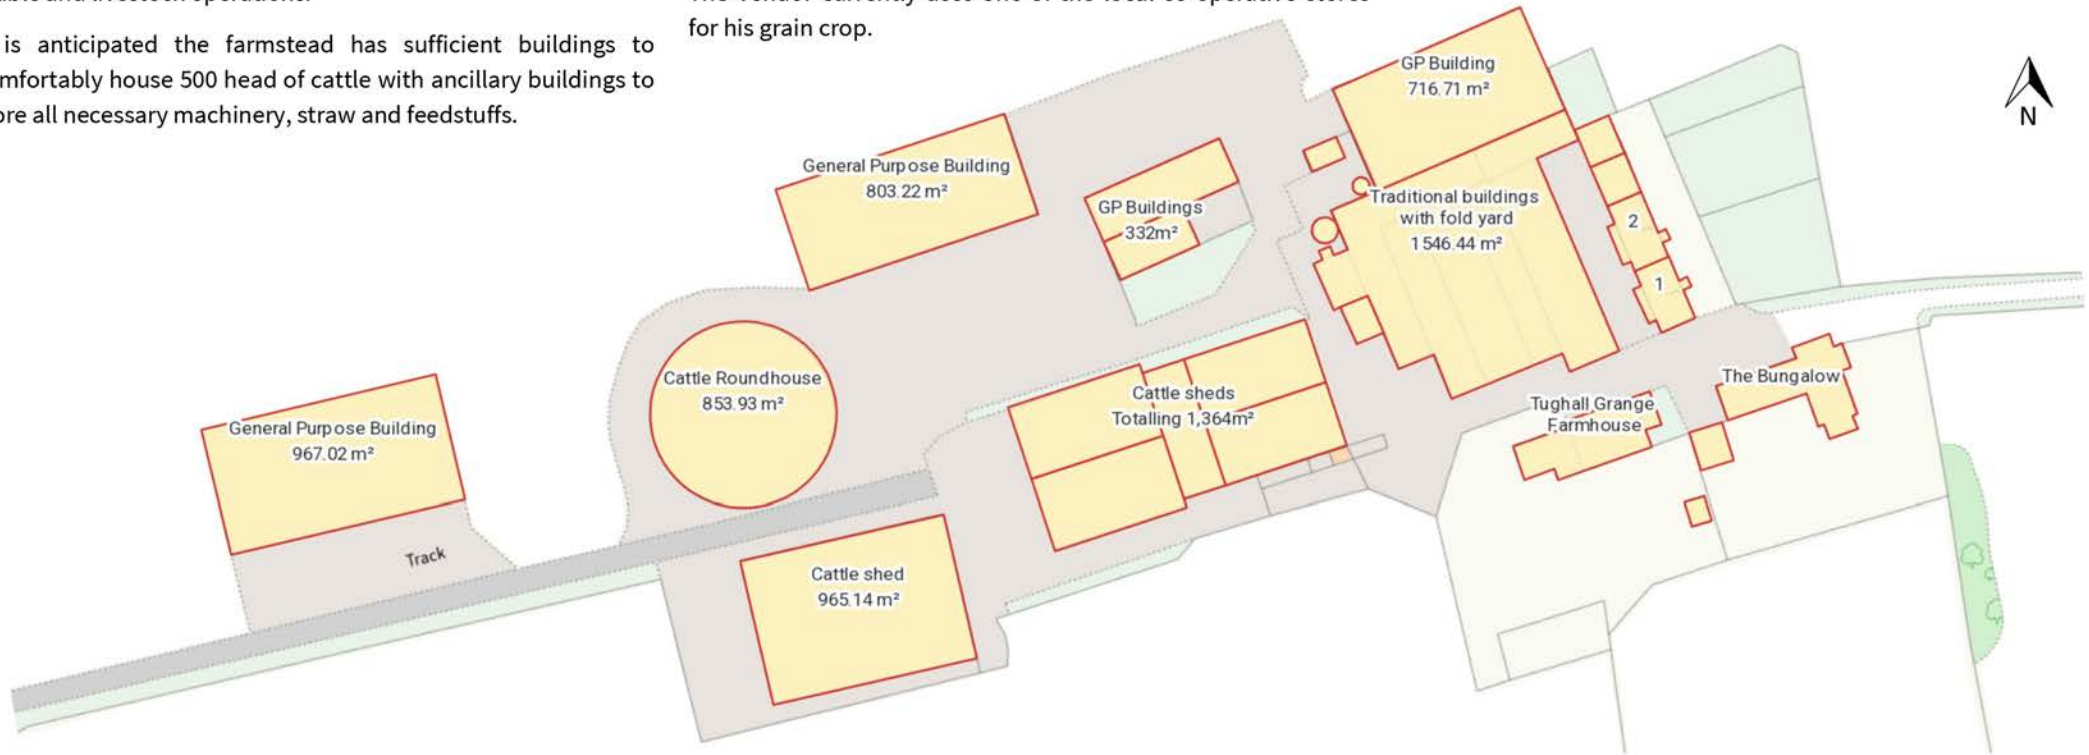 is anticipated the farmstead has sufficient buildings to
house 500 head of cattle with ancillary buildings to
all necessary machinery, straw and feedstuffs.
for his grain crop.
N
GP Building
716.71 m²
General Purpose Building
803.22 m²
GP Buildings
332m²
Traditional buildings
with fold yard
1546.44 m²
2
1
Cattle Roundhouse
853.93 m²
Cattle sheds
Totalling 1,364m²
The Bungalow
Tughall Grange
Farmhouse
General Purpose Building
967.02 m²
Track
Cattle shed
965.14 m²